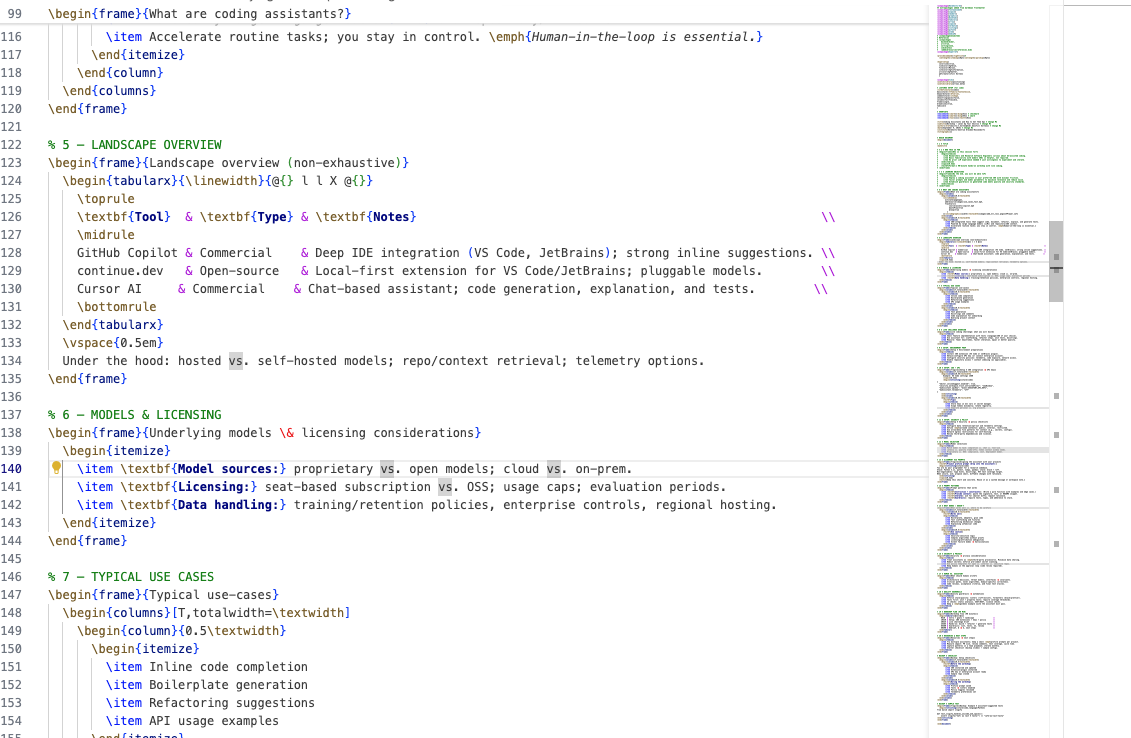 99 \begin{frame}{What are coding assistants?}
116 \item Accelerate routine tasks; you stay in control. \emph{Human-in-the-loop is essential.}
117 \end{itemize}
118 \end{column}
119 \end{columns}
120 \end{frame}
121
122 % 5 — LANDSCAPE OVERVIEW
123 \begin{frame}{Landscape overview (non-exhaustive)}
124 \begin{tabularx}{\linewidth}{@{} l l X @{}}
125 \toprule
126 \textbf{Tool} & \textbf{Type} & \textbf{Notes} \\
127 \midrule
128 GitHub Copilot & Commercial & Deep IDE integration (VS Code, JetBrains); strong inline suggestions. \\
129 continue.dev & Open-source & Local-first extension for VS Code/JetBrains; pluggable models. \\
130 Cursor AI & Commercial & Chat-based assistant; code generation, explanation, and tests. \\
131 \bottomrule
132 \end{tabularx}
133 \vspace{0.5em}
134 Under the hood: hosted vs. self-hosted models; repo/context retrieval; telemetry options.
135 \end{frame}
136
137 % 6 — MODELS & LICENSING
138 \begin{frame}{Underlying models \& licensing considerations}
139 \begin{itemize}
140 \item \textbf{Model sources:} proprietary vs. open models; cloud vs. on-prem.
141 \item \textbf{Licensing:} seat-based subscription vs. OSS; usage caps; evaluation periods.
142 \item \textbf{Data handling:} training/retention policies, enterprise controls, regional hosting.
143 \end{itemize}
144 \end{frame}
145
146 % 7 — TYPICAL USE CASES
147 \begin{frame}{Typical use-cases}
148 \begin{columns}[T,totalwidth=\textwidth]
149 \begin{column}{0.5\textwidth}
150 \begin{itemize}
151 \item Inline code completion
152 \item Boilerplate generation
153 \item Refactoring suggestions
154 \item API usage examples
155 \end{itemize}